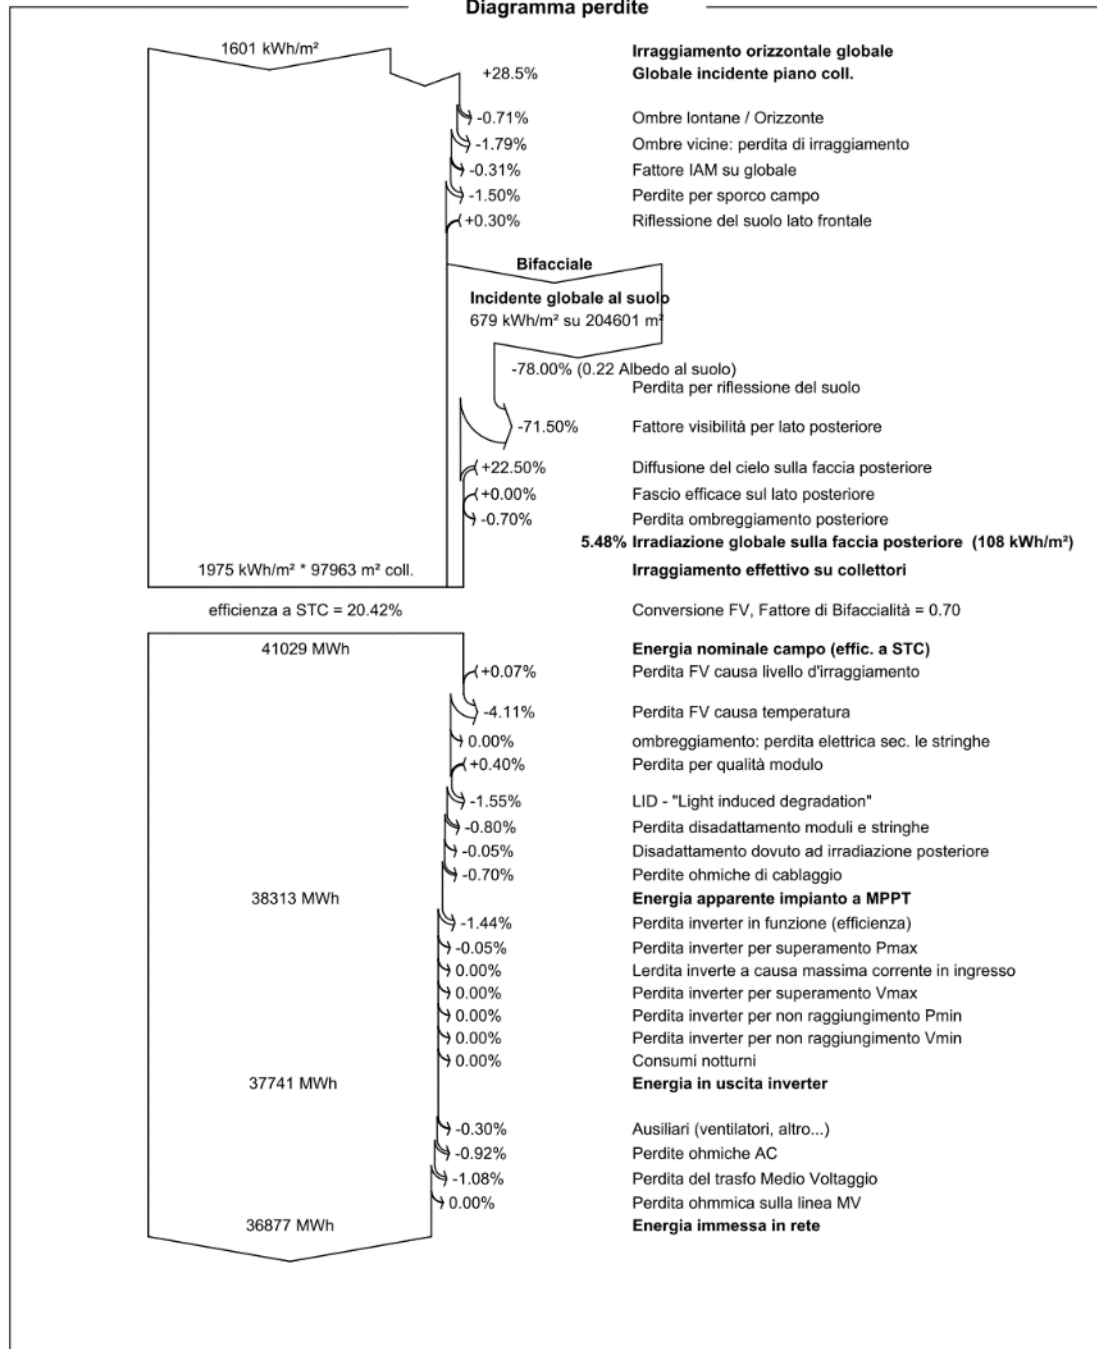 Diagramma perdite
1601 kWh/m²
Irraggiamento orizzontale globale
+28.5% Globale incidente piano coll.
-0.71% Ombre lontane / Orizzonte
-1.79% Ombre vicine: perdita di irraggiamento
-0.31% Fattore IAM su globale
-1.50% Perdite per sporco campo
+0.30% Riflessione del suolo lato frontale
Bifacciale
Incidente globale al suolo
679 kWh/m² su 204601 m²
-78.00% (0.22 Albedo al suolo)
Perdita per riflessione del suolo
-71.50% Fattore visibilità per lato posteriore
+22.50% Diffusione del cielo sulla faccia posteriore
+0.00% Fascio efficace sul lato posteriore
-0.70% Perdita ombreggiamento posteriore
5.48% Irradiazione globale sulla faccia posteriore (108 kWh/m²)
1975 kWh/m² * 97963 m² coll. Irraggiamento effettivo su collettori
efficienza a STC = 20.42% Conversione FV, Fattore di Bifaccialità = 0.70
41029 MWh Energia nominale campo (effic. a STC)
+0.07% Perdita FV causa livello d'irraggiamento
-4.11% Perdita FV causa temperatura
0.00% ombreggiamento: perdita elettrica sec. le stringhe
+0.40% Perdita per qualità modulo
-1.55% LID - "Light induced degradation"
-0.80% Perdita disadattamento moduli e stringhe
-0.05% Disadattamento dovuto ad irradiazione posteriore
-0.70% Perdite ohmiche di cablaggio
38313 MWh Energia apparente impianto a MPPT
-1.44% Perdita inverter in funzione (efficienza)
-0.05% Perdita inverter per superamento Pmax
0.00% Lerdita inverte a causa massima corrente in ingresso
0.00% Perdita inverter per superamento Vmax
0.00% Perdita inverter per non raggiungimento Pmin
0.00% Perdita inverter per non raggiungimento Vmin
0.00% Consumi notturni
37741 MWh Energia in uscita inverter
-0.30% Ausiliari (ventilatori, altro...)
-0.92% Perdite ohmiche AC
-1.08% Perdita del trasfo Medio Voltaggio
0.00% Perdita ohmmica sulla linea MV
36877 MWh Energia immessa in rete